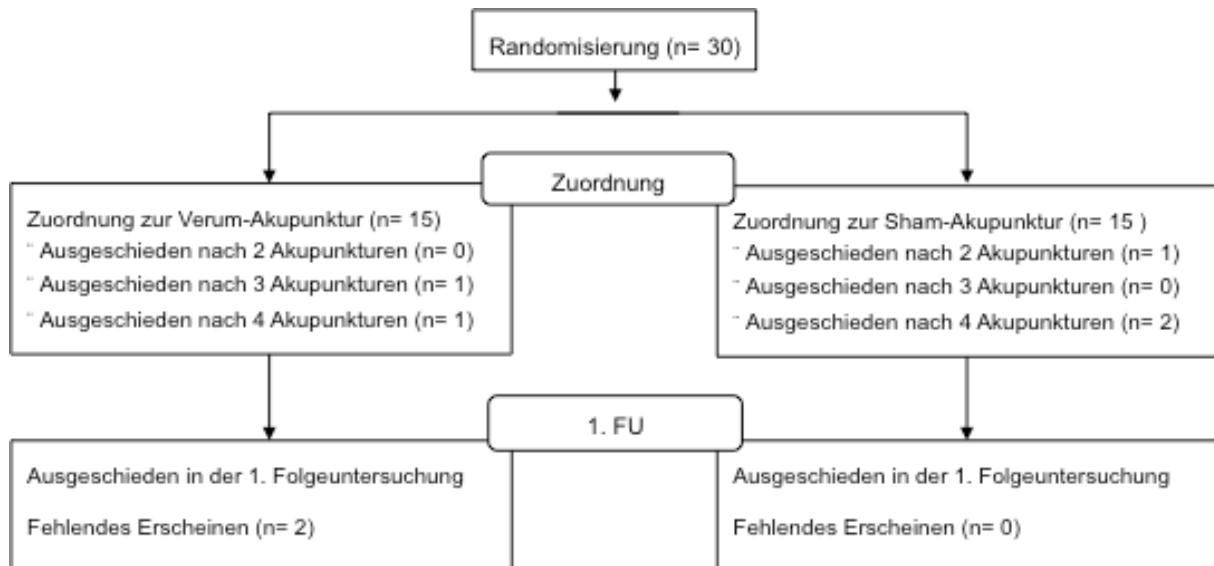 Randomisierung (n= 30)
Zuordnung
Zuordnung zur Verum-Akupunktur (n= 15)
¨ Ausgeschieden nach 2 Akupunkturen (n= 0)
¨ Ausgeschieden nach 3 Akupunkturen (n= 1)
¨ Ausgeschieden nach 4 Akupunkturen (n= 1)
Zuordnung zur Sham-Akupunktur (n= 15 )
¨ Ausgeschieden nach 2 Akupunkturen (n= 1)
¨ Ausgeschieden nach 3 Akupunkturen (n= 0)
¨ Ausgeschieden nach 4 Akupunkturen (n= 2)
1. FU
Ausgeschieden in der 1. Folgeuntersuchung
Fehlendes Erscheinen (n= 2)
Ausgeschieden in der 1. Folgeuntersuchung
Fehlendes Erscheinen (n= 0)